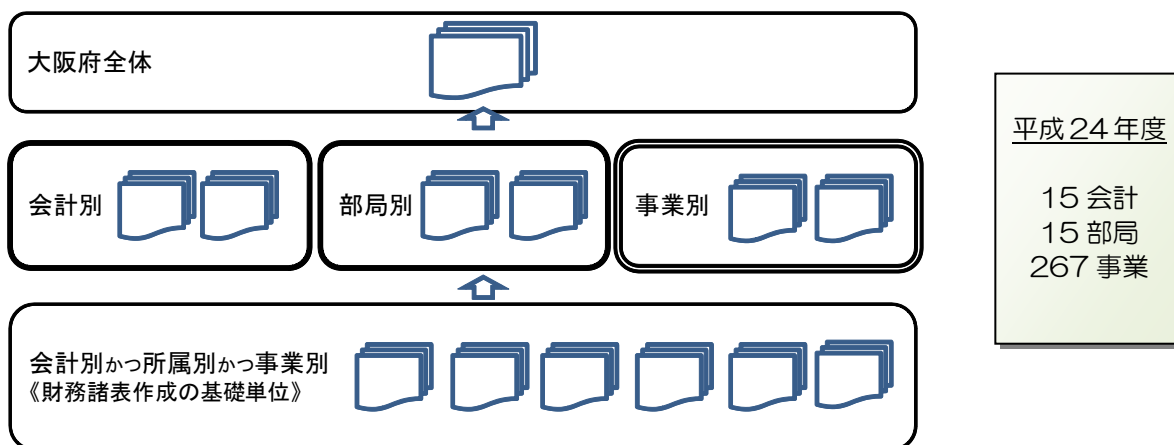 大阪府全体
会計別
部局別
事業別
会計別かつ所属別かつ事業別
《財務諸表作成の基礎単位》
平成24年度
15会計
15部局
267事業